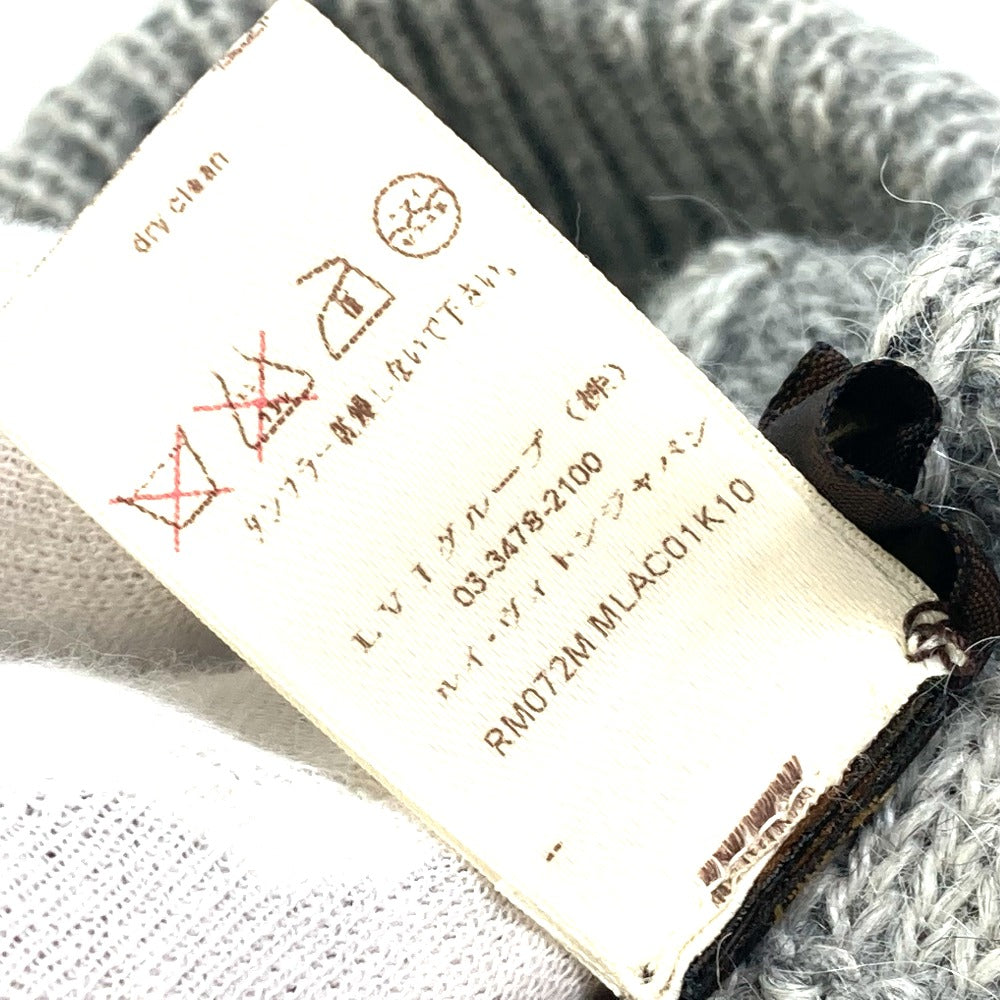 dry clean
タンブラー乾燥しないで下さい。
LVJ グループ (株)
03-3478-2100
ルイ・ヴィトンジャパン
RM072M MLAC01K10